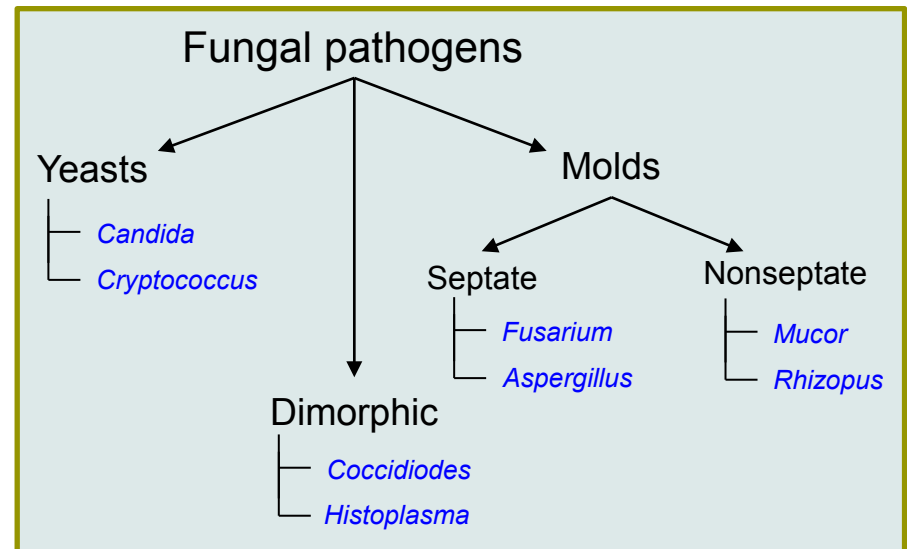 Fungal pathogens
Yeasts
Candida
Cryptococcus
Molds
Septate
Fusarium
Aspergillus
Nonseptate
Mucor
Rhizopus
Dimorphic
Coccidiodes
Histoplasma